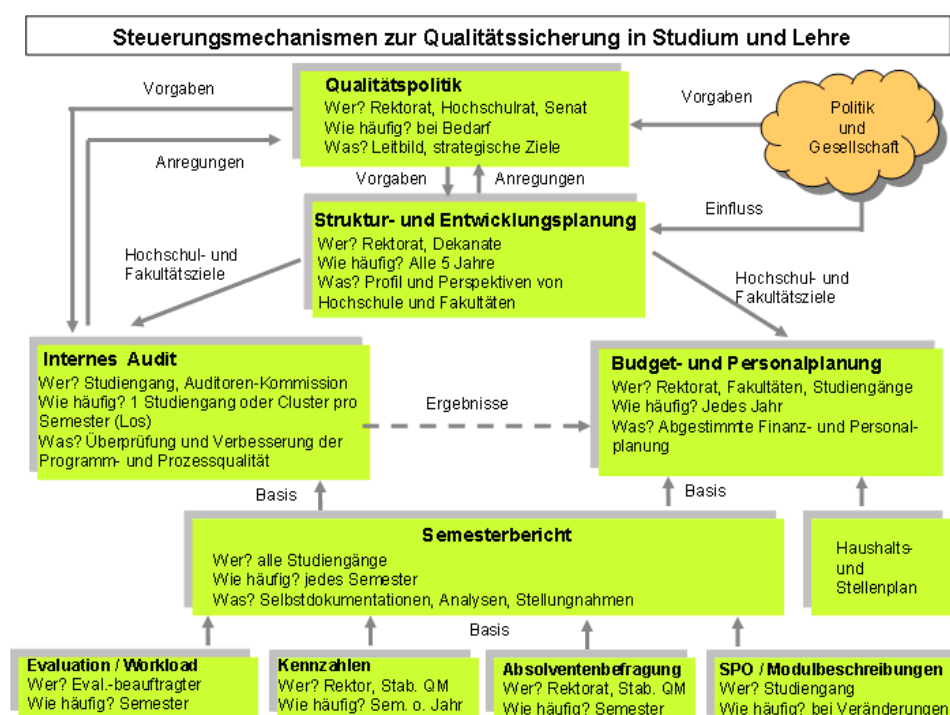 Steuerungsmechanismen zur Qualitätssicherung in Studium und Lehre
Qualitätspolitik
Wer? Rektorat, Hochschulrat, Senat
Wie häufig? bei Bedarf
Was? Leitbild, strategische Ziele
Vorgaben
Anregungen
Vorgaben
Politik
und
Gesellschaft
Vorgaben
Anregungen
Struktur- und Entwicklungsplanung
Wer? Rektorat, Dekanate
Wie häufig? Alle 5 Jahre
Was? Profil und Perspektiven von
Hochschule und Fakultäten
Einfluss
Hochschul- und
Fakultätsziele
Hochschul- und
Fakultätsziele
Internes Audit
Wer? Studiengang, Auditoren-Kommission
Wie häufig? 1 Studiengang oder Cluster pro
Semester (Los)
Was? Überprüfung und Verbesserung der
Programm- und Prozessqualität
Ergebnisse
Budget- und Personalplanung
Wer? Rektorat, Fakultäten, Studiengänge
Wie häufig? Jedes Jahr
Was? Abgestimmte Finanz- und Personal-
planung
Basis
Basis
Semesterbericht
Wer? alle Studiengänge
Wie häufig? jedes Semester
Was? Selbstdokumentationen, Analysen, Stellungnahmen
Haushalts-
und
Stellenplan
Basis
Evaluation / Workload
Wer? Eval.-beauftragter
Wie häufig? Semester
Kennzahlen
Wer? Rektor, Stab. QM
Wie häufig? Sem. o. Jahr
Absolventenbefragung
Wer? Rektorat, Stab. QM
Wie häufig? Semester
SPO / Modulbeschreibungen
Wer? Studiengang
Wie häufig? bei Veränderungen